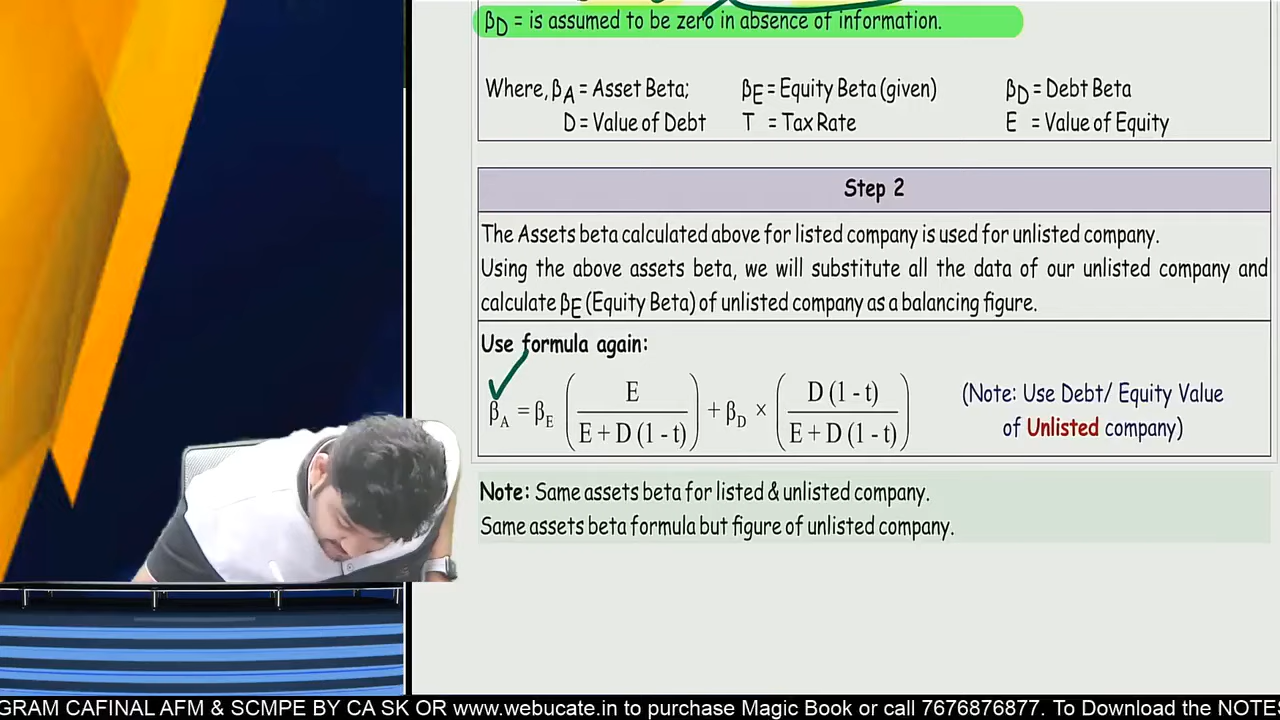 βD = is assumed to be zero in absence of information.
Where, βA = Asset Beta; βE = Equity Beta (given) βD = Debt Beta
D = Value of Debt T = Tax Rate E = Value of Equity
Step 2
The Assets beta calculated above for listed company is used for unlisted company.
Using the above assets beta, we will substitute all the data of our unlisted company and
calculate βE (Equity Beta) of unlisted company as a balancing figure.
Use formula again:
βA = βE (E / (E + D (1 - t))) + βD × (D (1 - t) / (E + D (1 - t))) (Note: Use Debt/ Equity Value
of Unlisted company)
Note: Same assets beta for listed & unlisted company.
Same assets beta formula but figure of unlisted company.
GRAM CAFINAL AFM & SCMPE BY CA SK OR www.webucate.in to purchase Magic Book or call 7676876877. To Download the NOTE